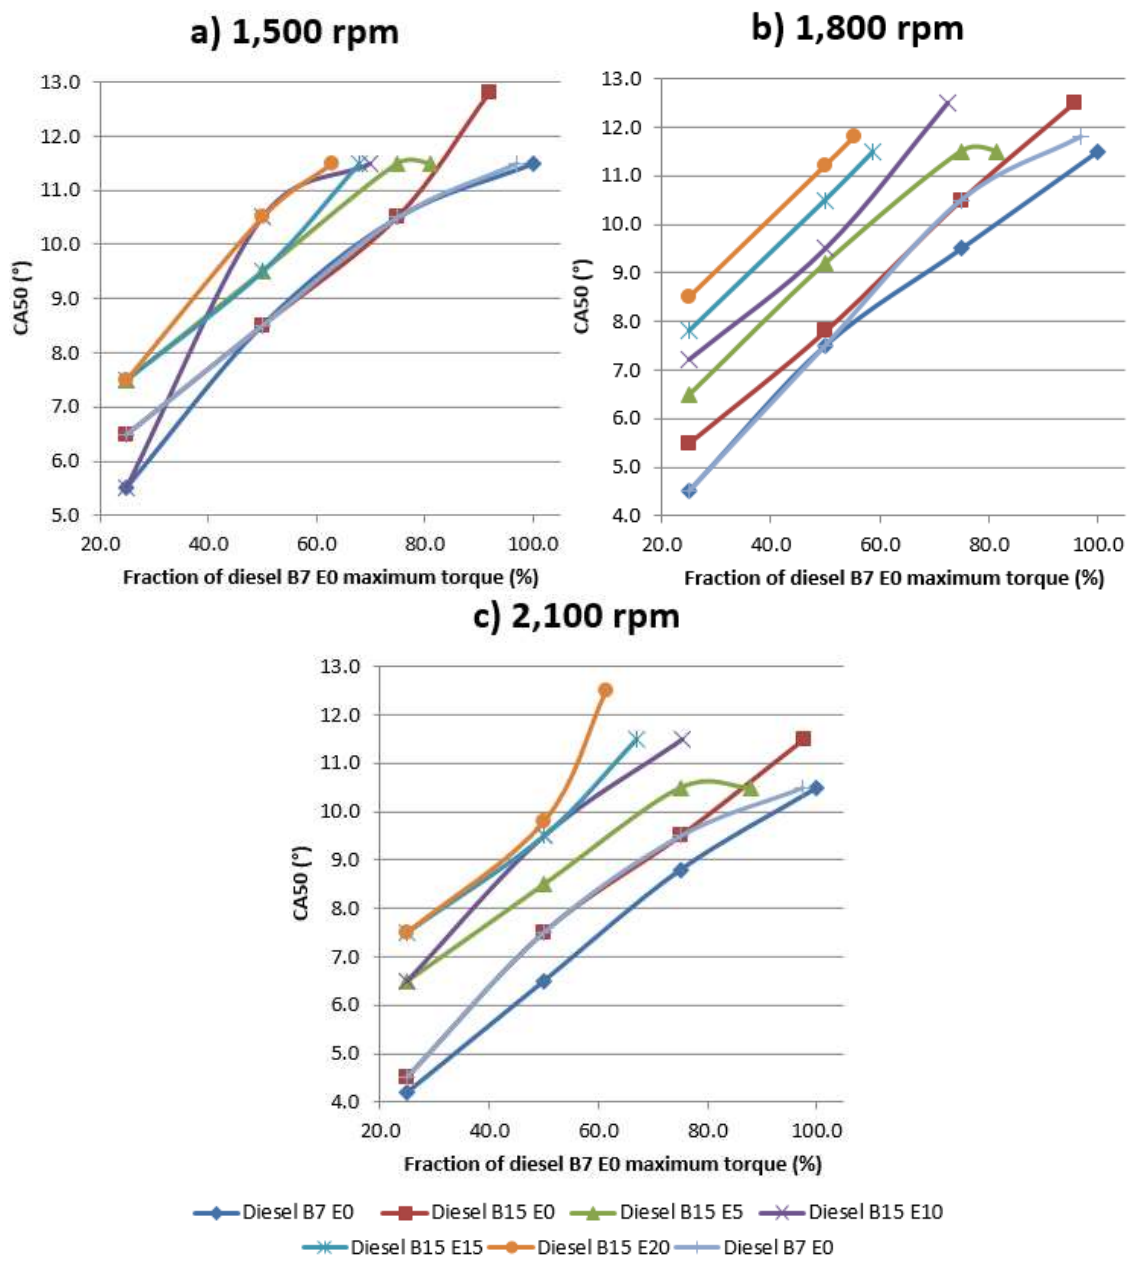 a) 1,500 rpm
13.0
12.0
11.0
10.0
9.0
8.0
7.0
6.0
5.0
CA50 (°)
20.0 40.0 60.0 80.0 100.0
Fraction of diesel B7 E0 maximum torque (%)
b) 1,800 rpm
13.0
12.0
11.0
10.0
9.0
8.0
7.0
6.0
5.0
4.0
CA50 (°)
20.0 40.0 60.0 80.0 100.0
Fraction of diesel B7 E0 maximum torque (%)
c) 2,100 rpm
13.0
12.0
11.0
10.0
9.0
8.0
7.0
6.0
5.0
4.0
CA50 (°)
20.0 40.0 60.0 80.0 100.0
Fraction of diesel B7 E0 maximum torque (%)
Diesel B7 E0 Diesel B15 E0 Diesel B15 E5 Diesel B15 E10
Diesel B15 E15 Diesel B15 E20 Diesel B7 E0